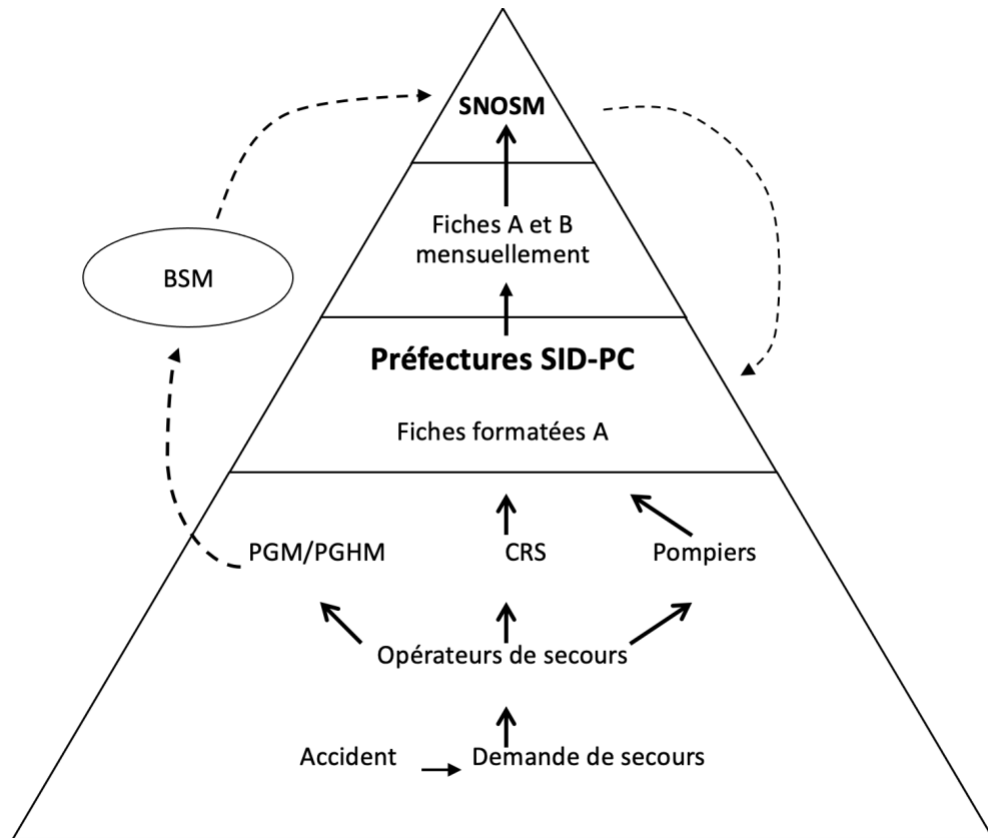 SNOSM
Fiches A et B
mensuellement
BSM
Préfectures SID-PC
Fiches formatées A
PGM/PGHM
CRS
Pompiers
Opérateurs de secours
Accident
Demande de secours